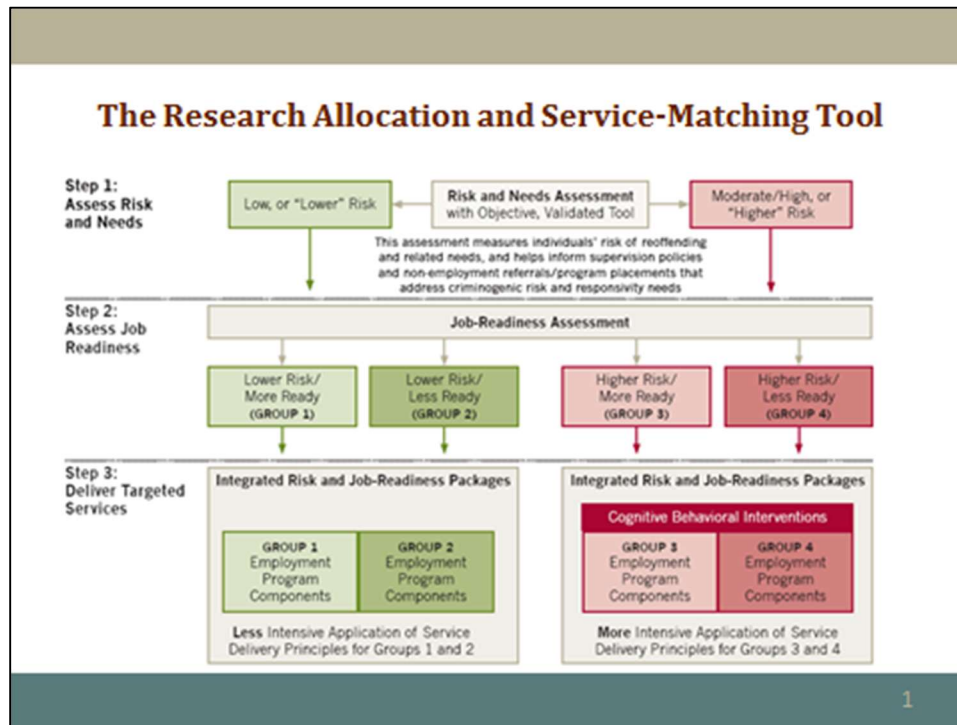 The Research Allocation and Service-Matching Tool
Step 1:
Assess Risk
and Needs
Low, or "Lower" Risk
Risk and Needs Assessment
with Objective, Validated Tool
Moderate/High, or
"Higher" Risk
This assessment measures individuals' risk of reoffending
and related needs, and helps inform supervision policies
and non-employment referrals/program placements that
address criminogenic risk and responsivity needs
Step 2:
Assess Job
Readiness
Job-Readiness Assessment
Lower Risk/
More Ready
(GROUP 1)
Lower Risk/
Less Ready
(GROUP 2)
Higher Risk/
More Ready
(GROUP 3)
Higher Risk/
Less Ready
(GROUP 4)
Step 3:
Deliver Targeted
Services
Integrated Risk and Job-Readiness Packages
GROUP 1
Employment
Program
Components
GROUP 2
Employment
Program
Components
Less Intensive Application of Service
Delivery Principles for Groups 1 and 2
Integrated Risk and Job-Readiness Packages
Cognitive Behavioral Interventions
GROUP 3
Employment
Program
Components
GROUP 4
Employment
Program
Components
More Intensive Application of Service
Delivery Principles for Groups 3 and 4
1